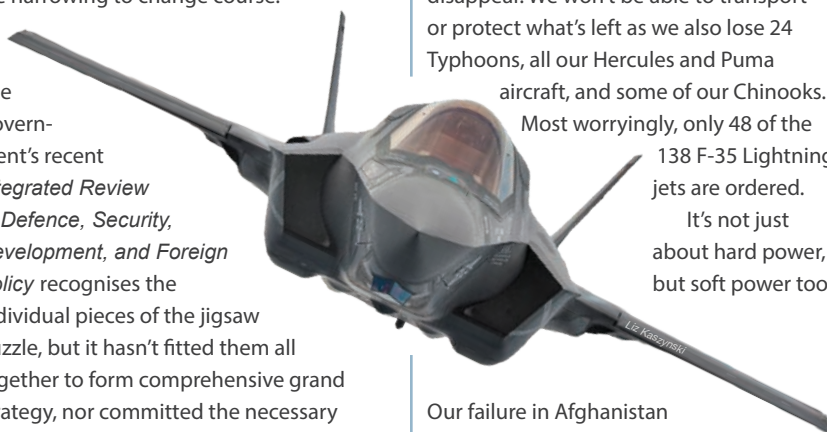 e narrowing to change course.
e
overn-
ent's recent
tegrated Review
Defence, Security,
evelopment, and Foreign
olicy recognises the
dividual pieces of the jigsaw
zzle, but it hasn't fitted them all
gether to form comprehensive grand
rategy, nor committed the necessary
disappear. We won't be able to transport
or protect what's left as we also lose 24
Typhoons, all our Hercules and Puma
aircraft, and some of our Chinooks.
Most worryingly, only 48 of the
138 F-35 Lightning
jets are ordered.
It's not just
about hard power,
but soft power too
Liz Kaszynski
Our failure in Afghanistan